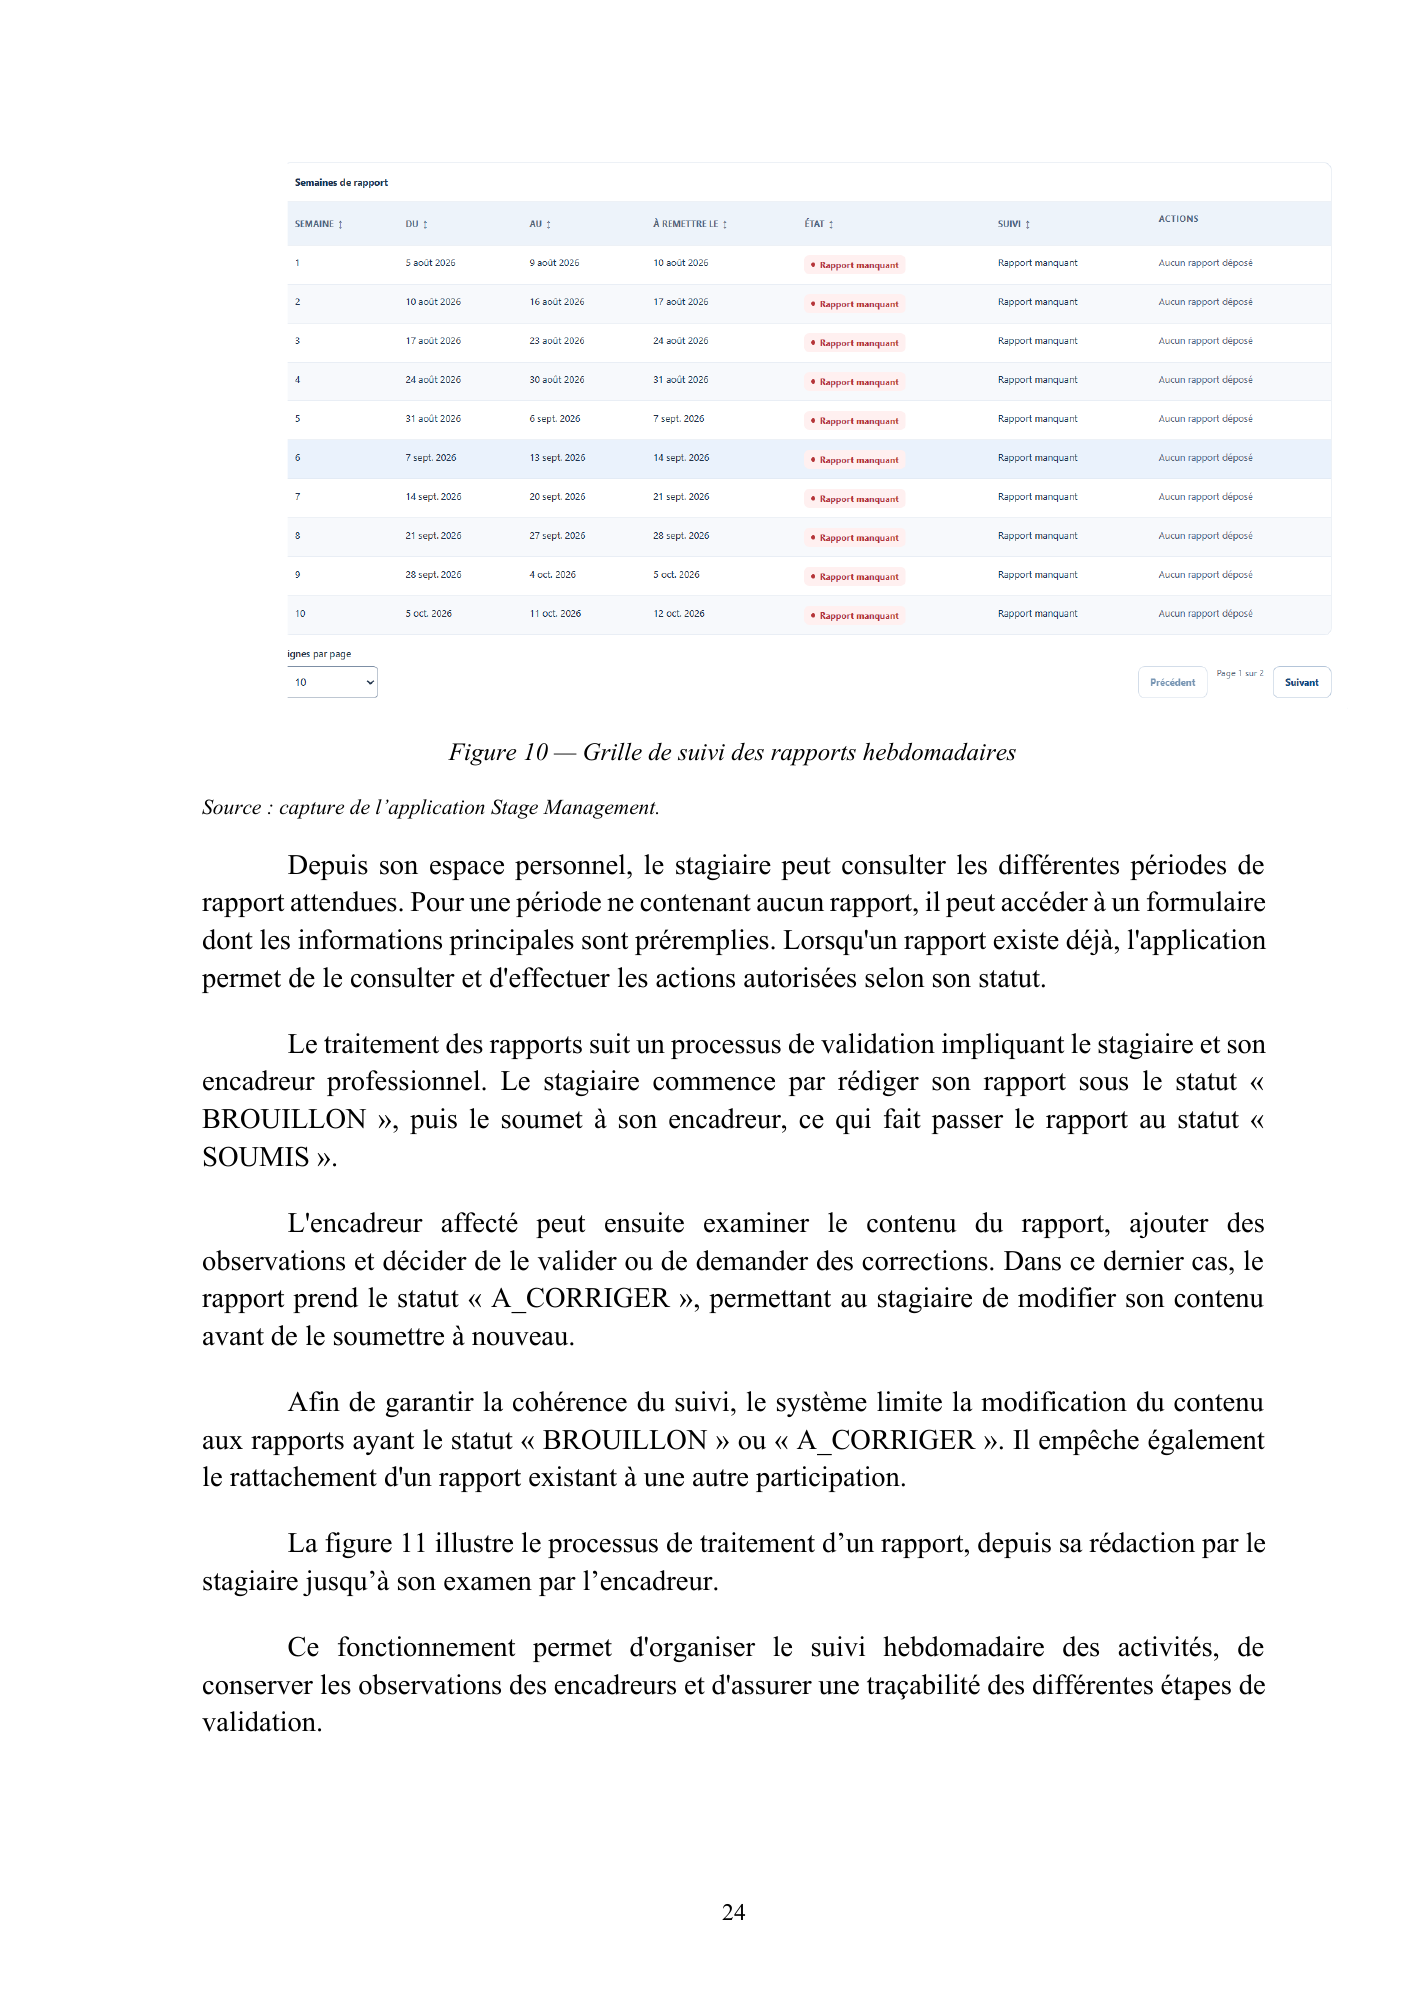 Semaines de rapport
SEMAINE ↕ DU ↕ AU ↕ À REMETTRE LE ↕ ÉTAT ↕ SUIVI ↕ ACTIONS
1 5 août 2026 9 août 2026 10 août 2026 • Rapport manquant Rapport manquant Aucun rapport déposé
2 10 août 2026 16 août 2026 17 août 2026 • Rapport manquant Rapport manquant Aucun rapport déposé
3 17 août 2026 23 août 2026 24 août 2026 • Rapport manquant Rapport manquant Aucun rapport déposé
4 24 août 2026 30 août 2026 31 août 2026 • Rapport manquant Rapport manquant Aucun rapport déposé
5 31 août 2026 6 sept. 2026 7 sept. 2026 • Rapport manquant Rapport manquant Aucun rapport déposé
6 7 sept. 2026 13 sept. 2026 14 sept. 2026 • Rapport manquant Rapport manquant Aucun rapport déposé
7 14 sept. 2026 20 sept. 2026 21 sept. 2026 • Rapport manquant Rapport manquant Aucun rapport déposé
8 21 sept. 2026 27 sept. 2026 28 sept. 2026 • Rapport manquant Rapport manquant Aucun rapport déposé
9 28 sept. 2026 4 oct. 2026 5 oct. 2026 • Rapport manquant Rapport manquant Aucun rapport déposé
10 5 oct. 2026 11 oct. 2026 12 oct. 2026 • Rapport manquant Rapport manquant Aucun rapport déposé
ignes par page
10 Précédent Page 1 sur 2 Suivant
Figure 10 — Grille de suivi des rapports hebdomadaires
Source : capture de l’application Stage Management.
Depuis son espace personnel, le stagiaire peut consulter les différentes périodes de
rapport attendues. Pour une période ne contenant aucun rapport, il peut accéder à un formulaire
dont les informations principales sont préremplies. Lorsqu'un rapport existe déjà, l'application
permet de le consulter et d'effectuer les actions autorisées selon son statut.
Le traitement des rapports suit un processus de validation impliquant le stagiaire et son
encadreur professionnel. Le stagiaire commence par rédiger son rapport sous le statut «
BROUILLON », puis le soumet à son encadreur, ce qui fait passer le rapport au statut «
SOUMIS ».
L'encadreur affecté peut ensuite examiner le contenu du rapport, ajouter des
observations et décider de le valider ou de demander des corrections. Dans ce dernier cas, le
rapport prend le statut « A_CORRIGER », permettant au stagiaire de modifier son contenu
avant de le soumettre à nouveau.
Afin de garantir la cohérence du suivi, le système limite la modification du contenu
aux rapports ayant le statut « BROUILLON » ou « A_CORRIGER ». Il empêche également
le rattachement d'un rapport existant à une autre participation.
La figure 11 illustre le processus de traitement d’un rapport, depuis sa rédaction par le
stagiaire jusqu’à son examen par l’encadreur.
Ce fonctionnement permet d'organiser le suivi hebdomadaire des activités, de
conserver les observations des encadreurs et d'assurer une traçabilité des différentes étapes de
validation.
24